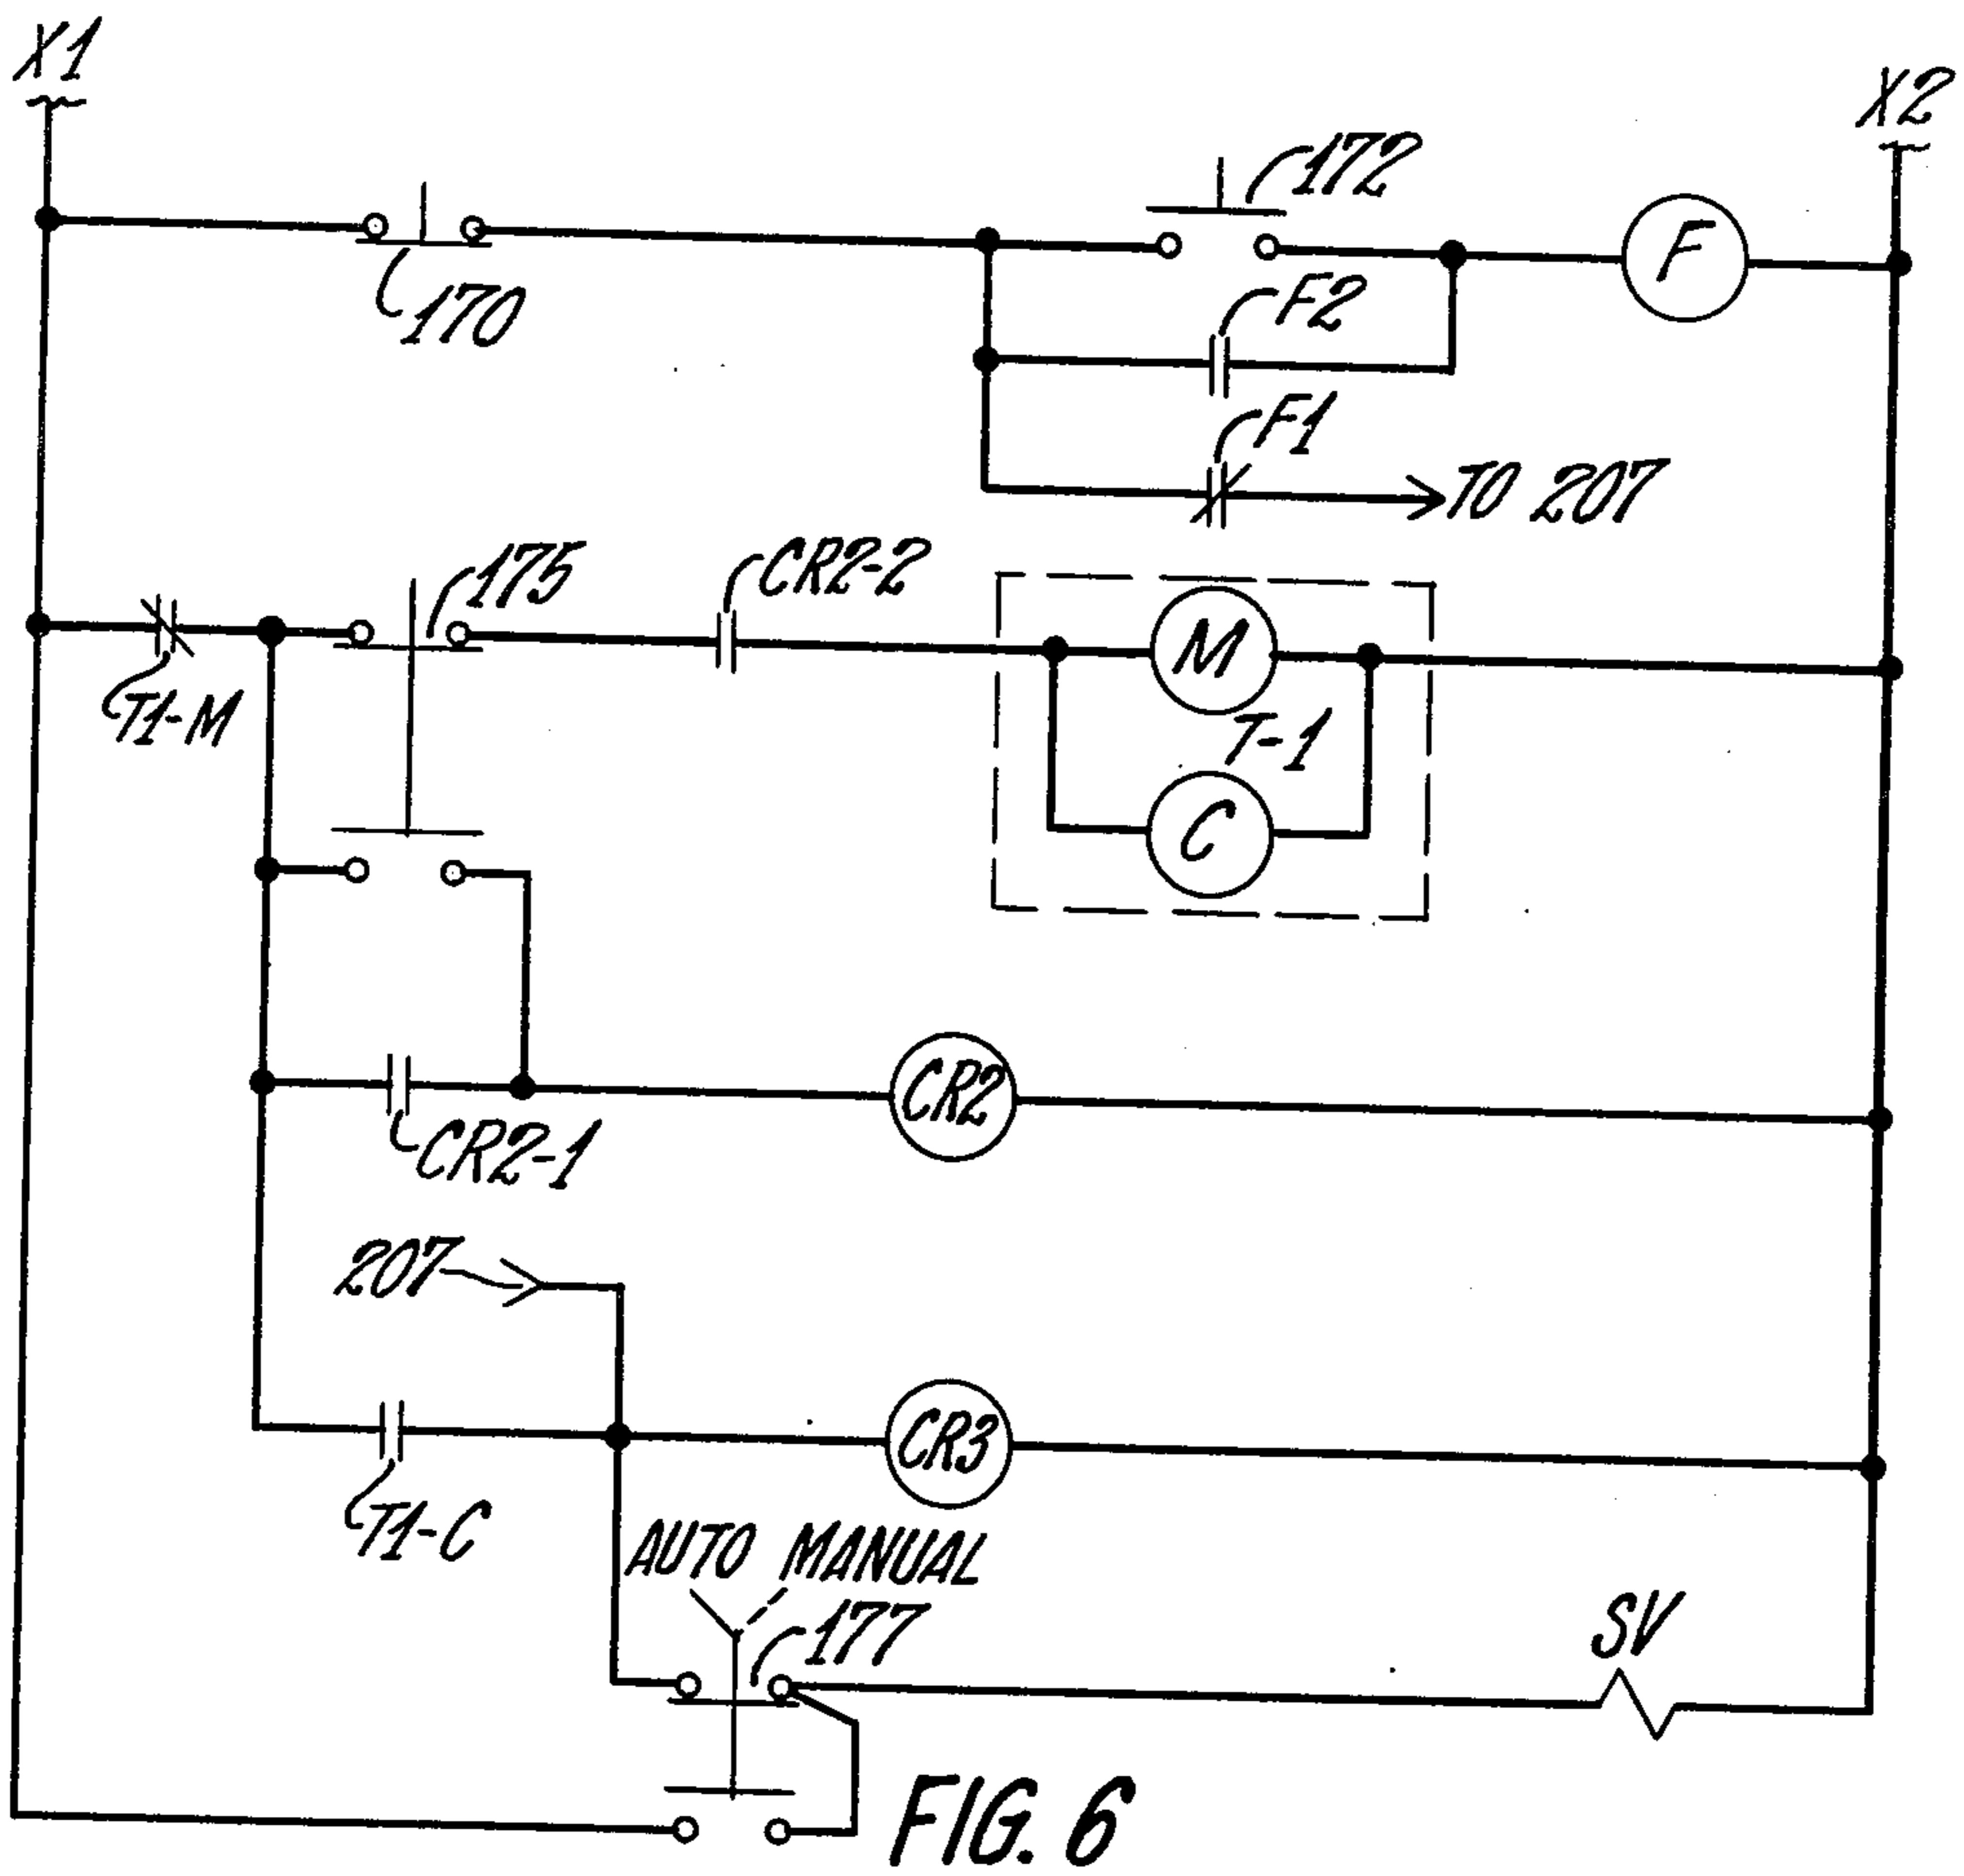 X1
X2
172
170
F
F2
F1
TO 207
175
CR2-2
T1-M
M
T-1
C
CR2
CR2-1
207
CR3
T1-C
AUTO MANUAL
177
SV
FIG. 6